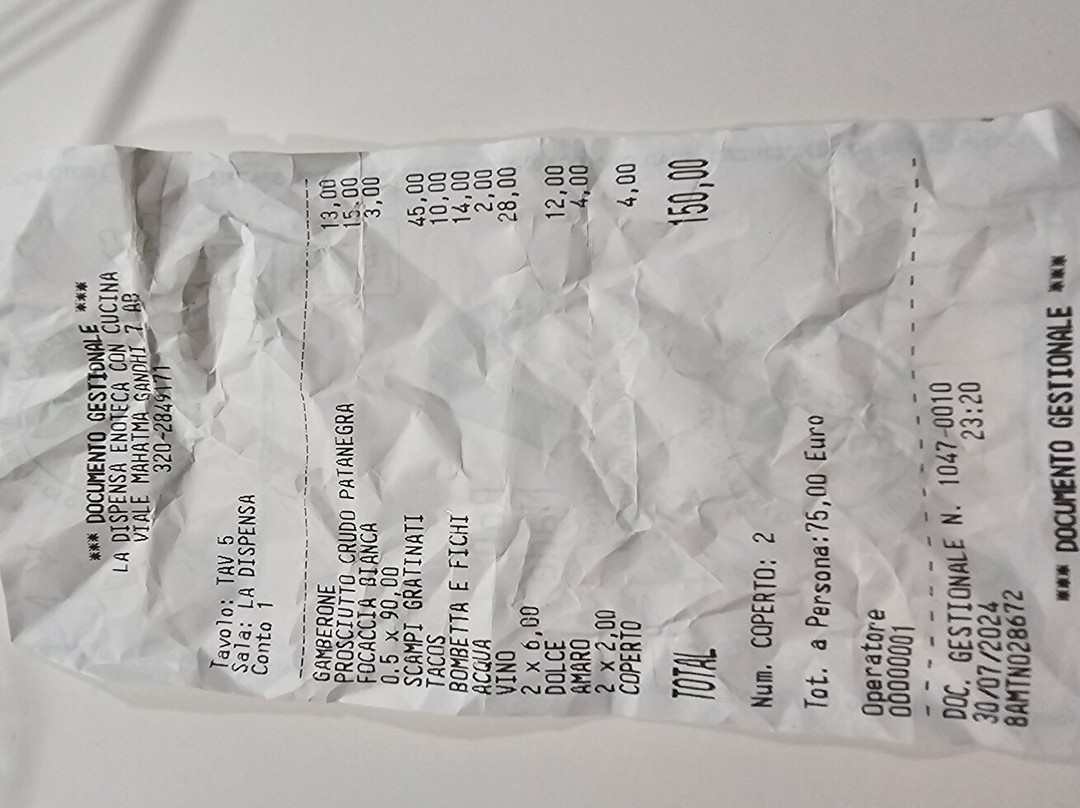 *** DOCUMENTO GESTIONALE ***
LA DISPENSA ENOTECA CON CUCINA
VIALE MAHATMA GANDHI 7 AB
320-2849171
Tavolo: TAV 5
Sala: LA DISPENSA
Conto 1
GAMBERONE 13,00
PROSCIUTTO CRUDO PATANEGRA 15,00
FOCACCIA BIANCA 3,00
0.5 x 90,00
SCAMPI GRATINATI 45,00
TACOS 10,00
BOMBETTA E FICHI 14,00
ACQUA 2,00
VINO 28,00
2 x 6,00
DOLCE 12,00
AMARO 4,00
2 x 2,00
COPERTO 4,00
TOTAL 150,00
Num. COPERTO: 2
Tot. a Persona:75,00 Euro
Operatore
00000001
DOC. GESTIONALE N. 1047-0010
30/07/2024 23:20
8AMTN028672
*** DOCUMENTO GESTIONALE ***